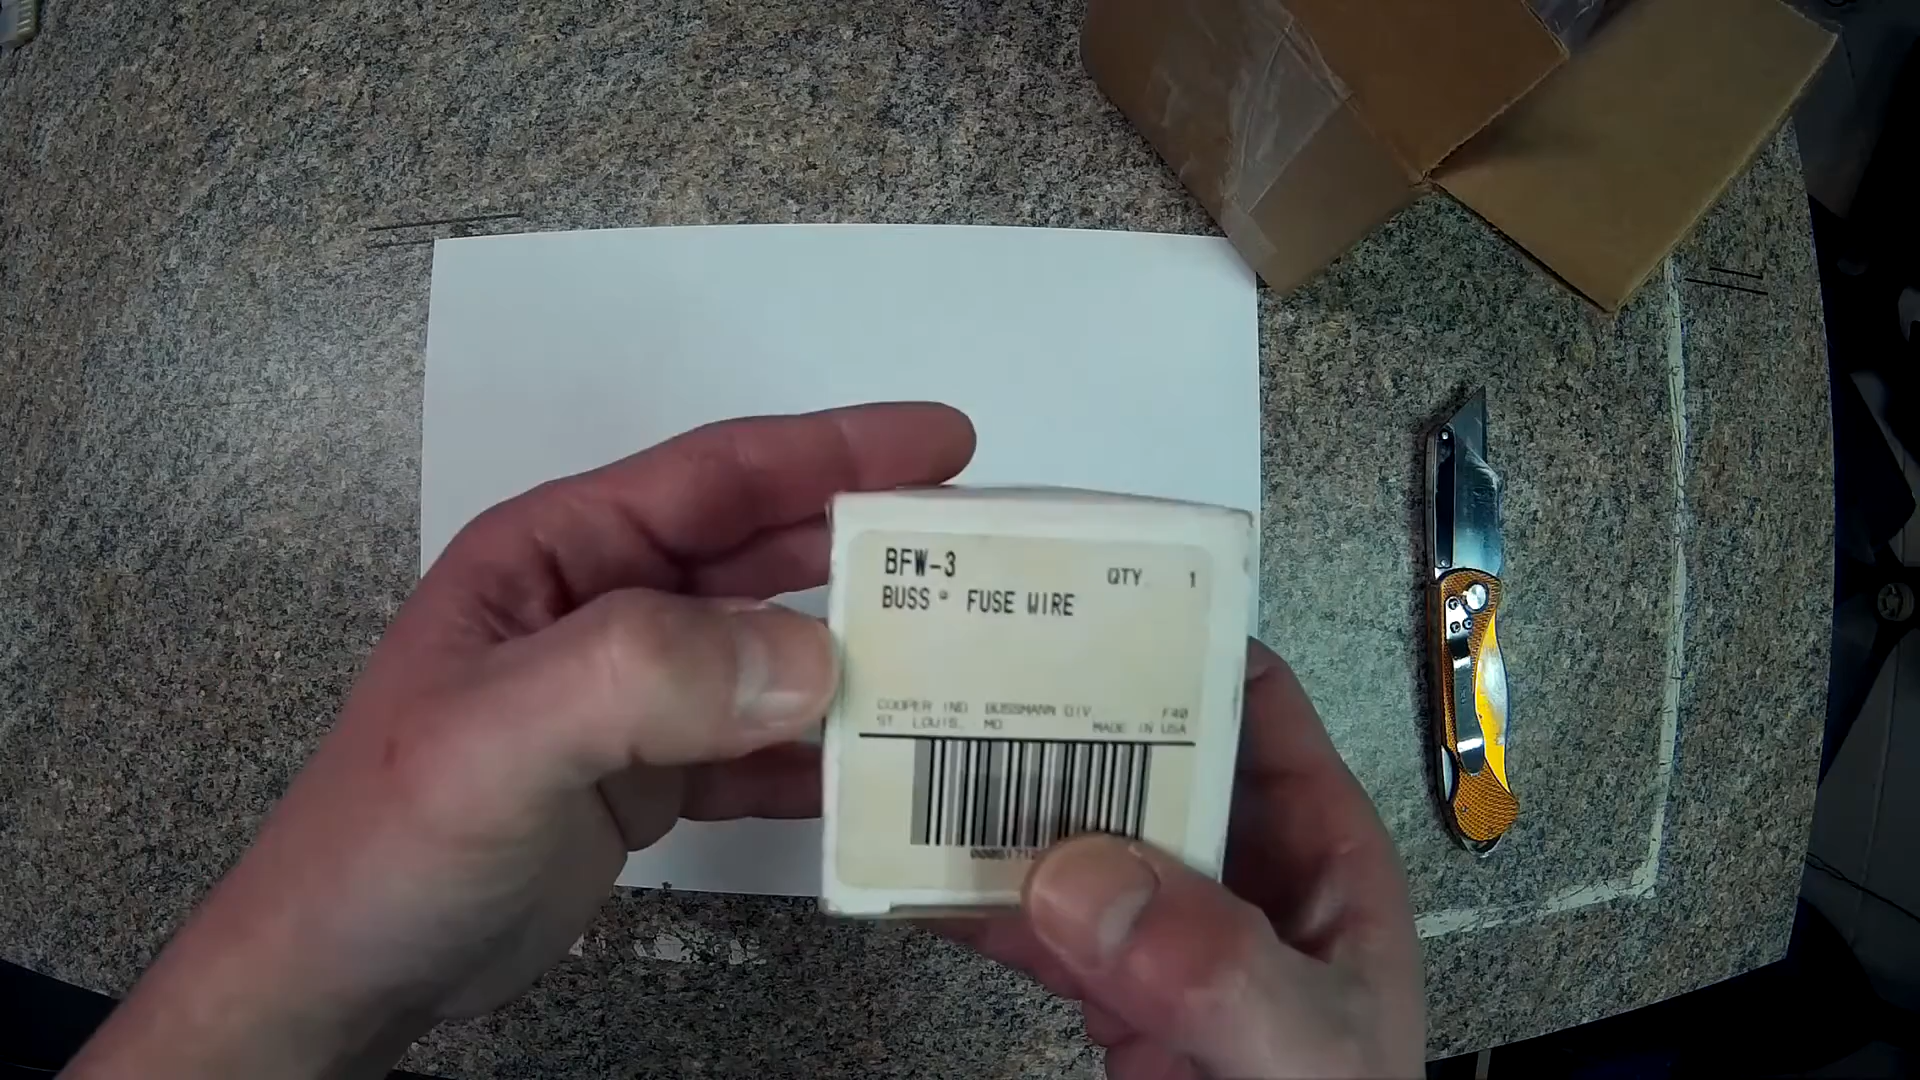 BFW-3
QTY. 1
BUSS® FUSE WIRE
COOPER IND. BUSSMANN DIV. F40
ST. LOUIS, MO MADE IN USA